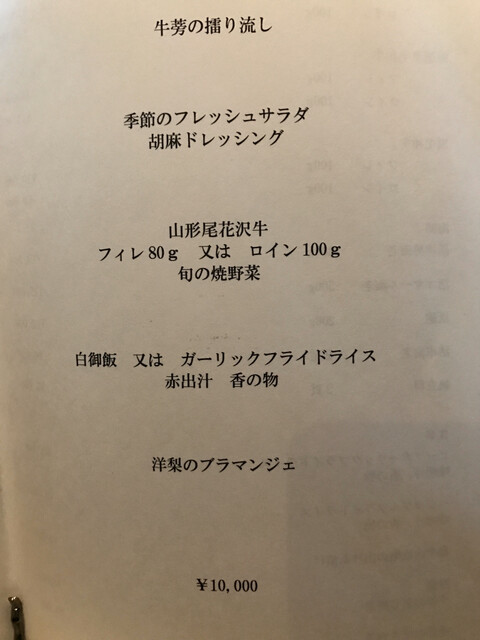 牛蒡の擂り流し
季節のフレッシュサラダ
胡麻ドレッシング
山形尾花沢牛
フィレ80ｇ　又は　ロイン100ｇ
旬の焼野菜
白御飯　又は　ガーリックフライドライス
赤出汁　香の物
洋梨のブラマンジェ
￥10,000